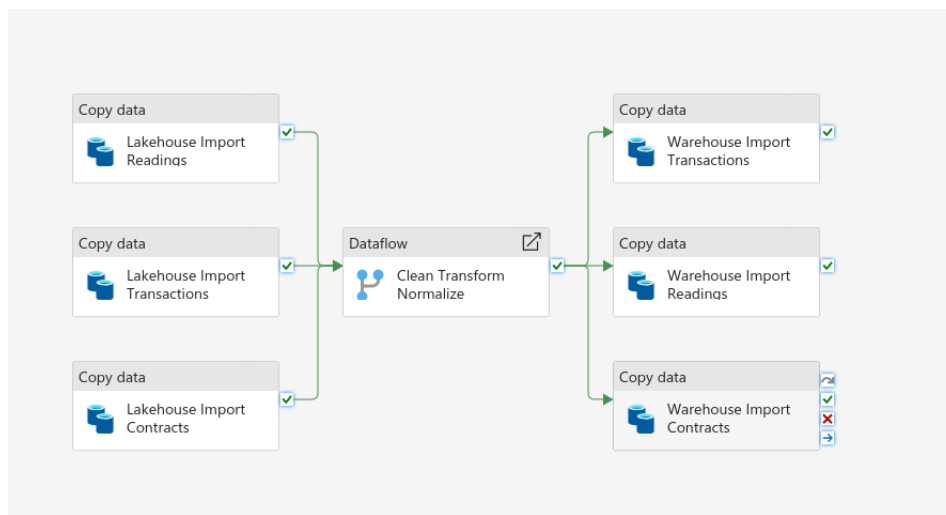 Copy data
Lakehouse Import
Readings
Copy data
Lakehouse Import
Transactions
Copy data
Lakehouse Import
Contracts
Dataflow
Clean Transform
Normalize
Copy data
Warehouse Import
Transactions
Copy data
Warehouse Import
Readings
Copy data
Warehouse Import
Contracts